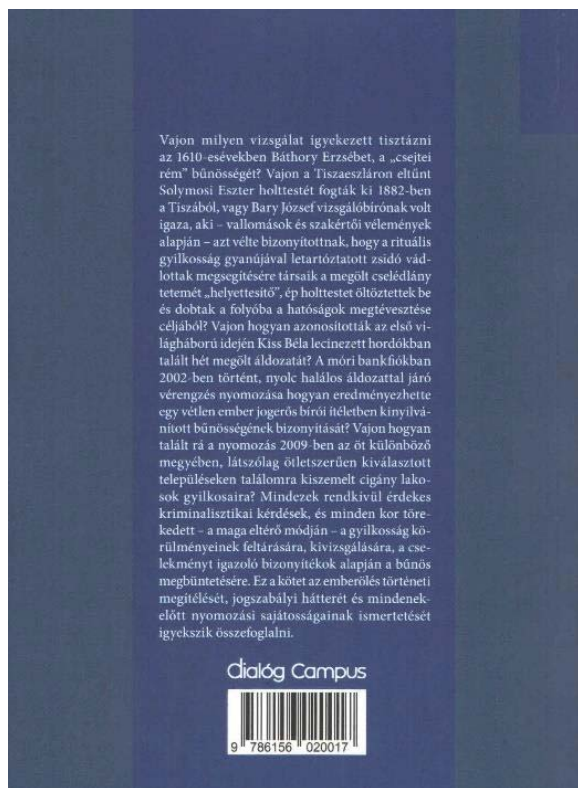 Vajon milyen vizsgálat igyekezett tisztázni
az 1610-esévekben Báthory Erzsébet, a „csejtei
rém” bűnösségét? Vajon a Tiszaeszláron eltűnt
Solymosi Eszter holttestét fogták ki 1882-ben
a Tiszából, vagy Bary József vizsgálóbírónak volt
igaza, aki – vallomások és szakértői vélemények
alapján – azt vélte bizonyítottnak, hogy a rituális
gyilkosság gyanújával letartóztatott zsidó vád-
lottak megsegítésére társaik a megölt cselédlány
tetemét „helyettesítő”, ép holttestet öltöztettek be
és dobtak a folyóba a hatóságok megtévesztése
céljából? Vajon hogyan azonosították az első vi-
lágháború idején Kiss Béla lecinezett hordókban
talált hét megölt áldozatát? A móri bankfiókban
2002-ben történt, nyolc halálos áldozattal járó
vérengzés nyomozása hogyan eredményezhette
egy vétlen ember jogerős bírói ítéletben kinyilvá-
nított bűnösségének bizonyítását? Vajon hogyan
talált rá a nyomozás 2009-ben az öt különböző
megyében, látszólag ötletszerűen kiválasztott
településeken találomra kiszemelt cigány lako-
sok gyilkosaira? Mindezek rendkívül érdekes
kriminalisztikai kérdések, és minden kor töre-
kedett – a maga eltérő módján – a gyilkosság kö-
rülményeinek feltárására, kivizsgálására, a cse-
lekményt igazoló bizonyítékok alapján a bűnös
megbüntetésére. Ez a kötet az emberölés történeti
megítélését, jogszabályi hátterét és mindenek-
előtt nyomozási sajátosságainak ismertetését
igyekszik összefoglalni.
dialóg Campus
9 786156 020017